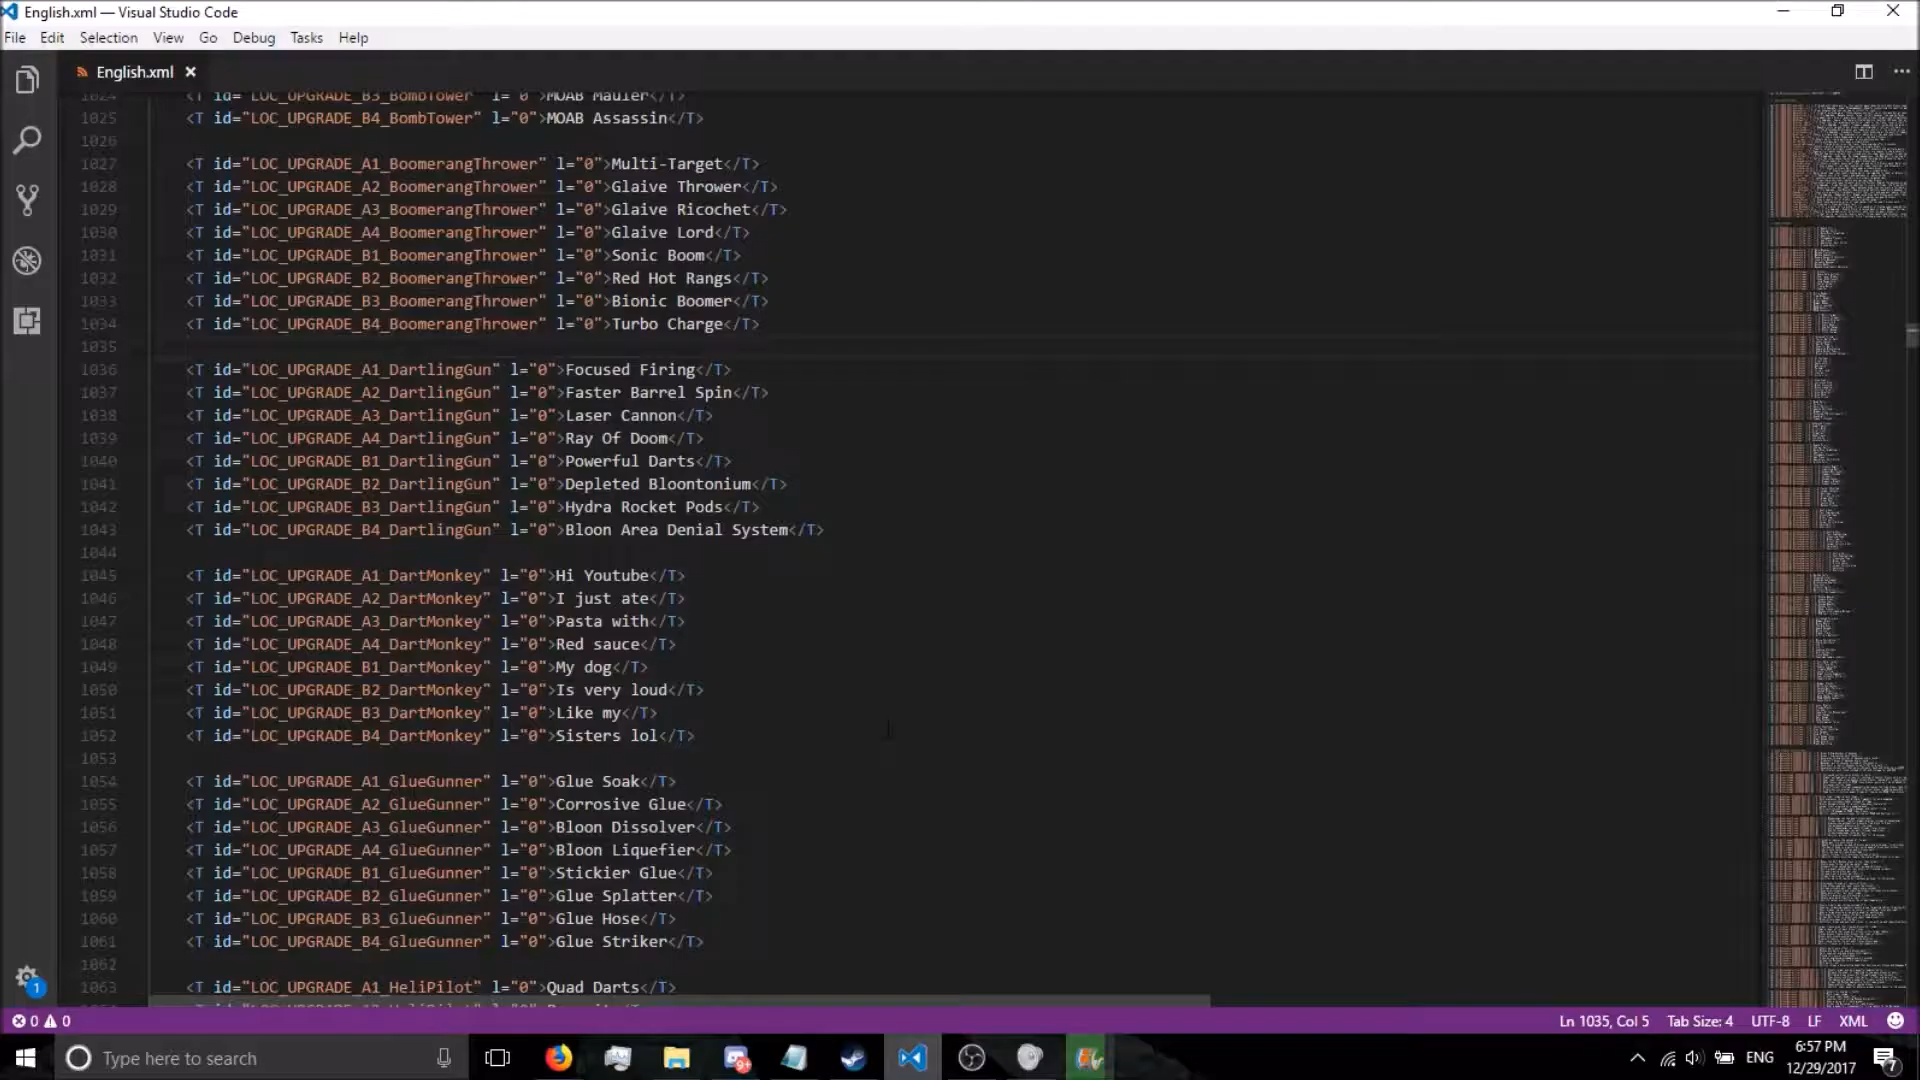 English.xml — Visual Studio Code
File Edit Selection View Go Debug Tasks Help
English.xml
1024 <T id="LOC_UPGRADE_B3_BombTower" l="0">MOAB Mauler</T>
1025 <T id="LOC_UPGRADE_B4_BombTower" l="0">MOAB Assassin</T>
1026
1027 <T id="LOC_UPGRADE_A1_BoomerangThrower" l="0">Multi-Target</T>
1028 <T id="LOC_UPGRADE_A2_BoomerangThrower" l="0">Glaive Thrower</T>
1029 <T id="LOC_UPGRADE_A3_BoomerangThrower" l="0">Glaive Ricochet</T>
1030 <T id="LOC_UPGRADE_A4_BoomerangThrower" l="0">Glaive Lord</T>
1031 <T id="LOC_UPGRADE_B1_BoomerangThrower" l="0">Sonic Boom</T>
1032 <T id="LOC_UPGRADE_B2_BoomerangThrower" l="0">Red Hot Rangs</T>
1033 <T id="LOC_UPGRADE_B3_BoomerangThrower" l="0">Bionic Boomer</T>
1034 <T id="LOC_UPGRADE_B4_BoomerangThrower" l="0">Turbo Charge</T>
1035
1036 <T id="LOC_UPGRADE_A1_DartlingGun" l="0">Focused Firing</T>
1037 <T id="LOC_UPGRADE_A2_DartlingGun" l="0">Faster Barrel Spin</T>
1038 <T id="LOC_UPGRADE_A3_DartlingGun" l="0">Laser Cannon</T>
1039 <T id="LOC_UPGRADE_A4_DartlingGun" l="0">Ray Of Doom</T>
1040 <T id="LOC_UPGRADE_B1_DartlingGun" l="0">Powerful Darts</T>
1041 <T id="LOC_UPGRADE_B2_DartlingGun" l="0">Depleted Bloontonium</T>
1042 <T id="LOC_UPGRADE_B3_DartlingGun" l="0">Hydra Rocket Pods</T>
1043 <T id="LOC_UPGRADE_B4_DartlingGun" l="0">Bloon Area Denial System</T>
1044
1045 <T id="LOC_UPGRADE_A1_DartMonkey" l="0">Hi Youtube</T>
1046 <T id="LOC_UPGRADE_A2_DartMonkey" l="0">I just ate</T>
1047 <T id="LOC_UPGRADE_A3_DartMonkey" l="0">Pasta with</T>
1048 <T id="LOC_UPGRADE_A4_DartMonkey" l="0">Red sauce</T>
1049 <T id="LOC_UPGRADE_B1_DartMonkey" l="0">My dog</T>
1050 <T id="LOC_UPGRADE_B2_DartMonkey" l="0">Is very loud</T>
1051 <T id="LOC_UPGRADE_B3_DartMonkey" l="0">Like my</T>
1052 <T id="LOC_UPGRADE_B4_DartMonkey" l="0">Sisters lol</T>
1053
1054 <T id="LOC_UPGRADE_A1_GlueGunner" l="0">Glue Soak</T>
1055 <T id="LOC_UPGRADE_A2_GlueGunner" l="0">Corrosive Glue</T>
1056 <T id="LOC_UPGRADE_A3_GlueGunner" l="0">Bloon Dissolver</T>
1057 <T id="LOC_UPGRADE_A4_GlueGunner" l="0">Bloon Liquefier</T>
1058 <T id="LOC_UPGRADE_B1_GlueGunner" l="0">Stickier Glue</T>
1059 <T id="LOC_UPGRADE_B2_GlueGunner" l="0">Glue Splatter</T>
1060 <T id="LOC_UPGRADE_B3_GlueGunner" l="0">Glue Hose</T>
1061 <T id="LOC_UPGRADE_B4_GlueGunner" l="0">Glue Striker</T>
1062
1063 <T id="LOC_UPGRADE_A1_HeliPilot" l="0">Quad Darts</T>
1
0 0 Ln 1035, Col 5 Tab Size: 4 UTF-8 LF XML
Type here to search 9+ ENG 6:57 PM
12/29/2017 7